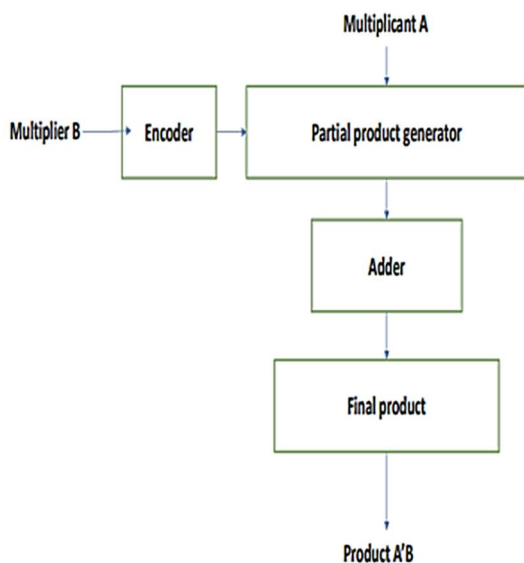 Multiplicant A
Multiplier B
Encoder
Partial product generator
Adder
Final product
Product A'B